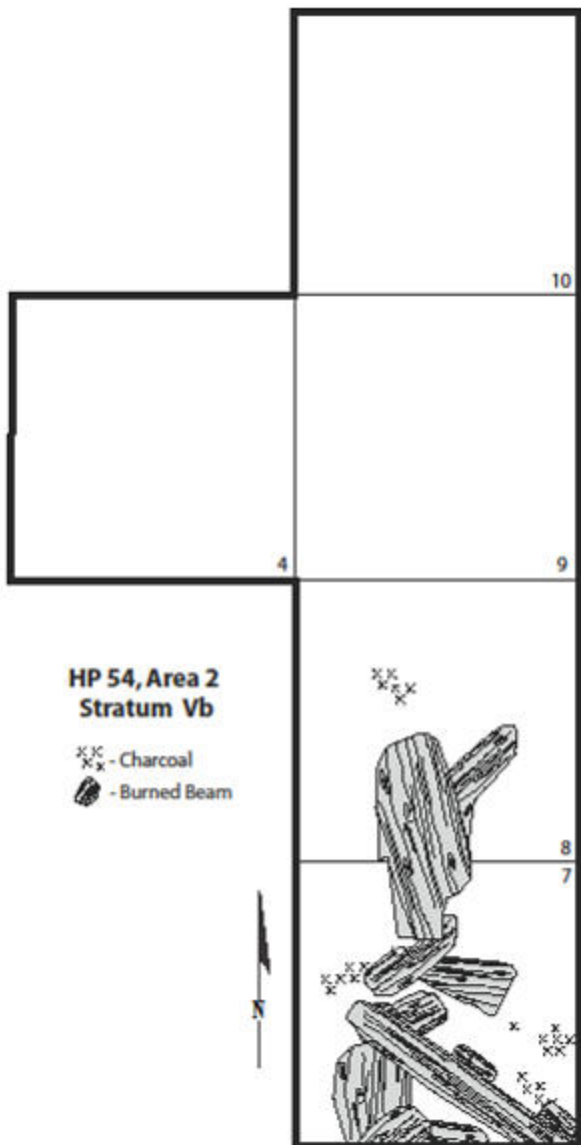 10
4
9
HP 54, Area 2
Stratum Vb
- Charcoal
- Burned Beam
8
7
N